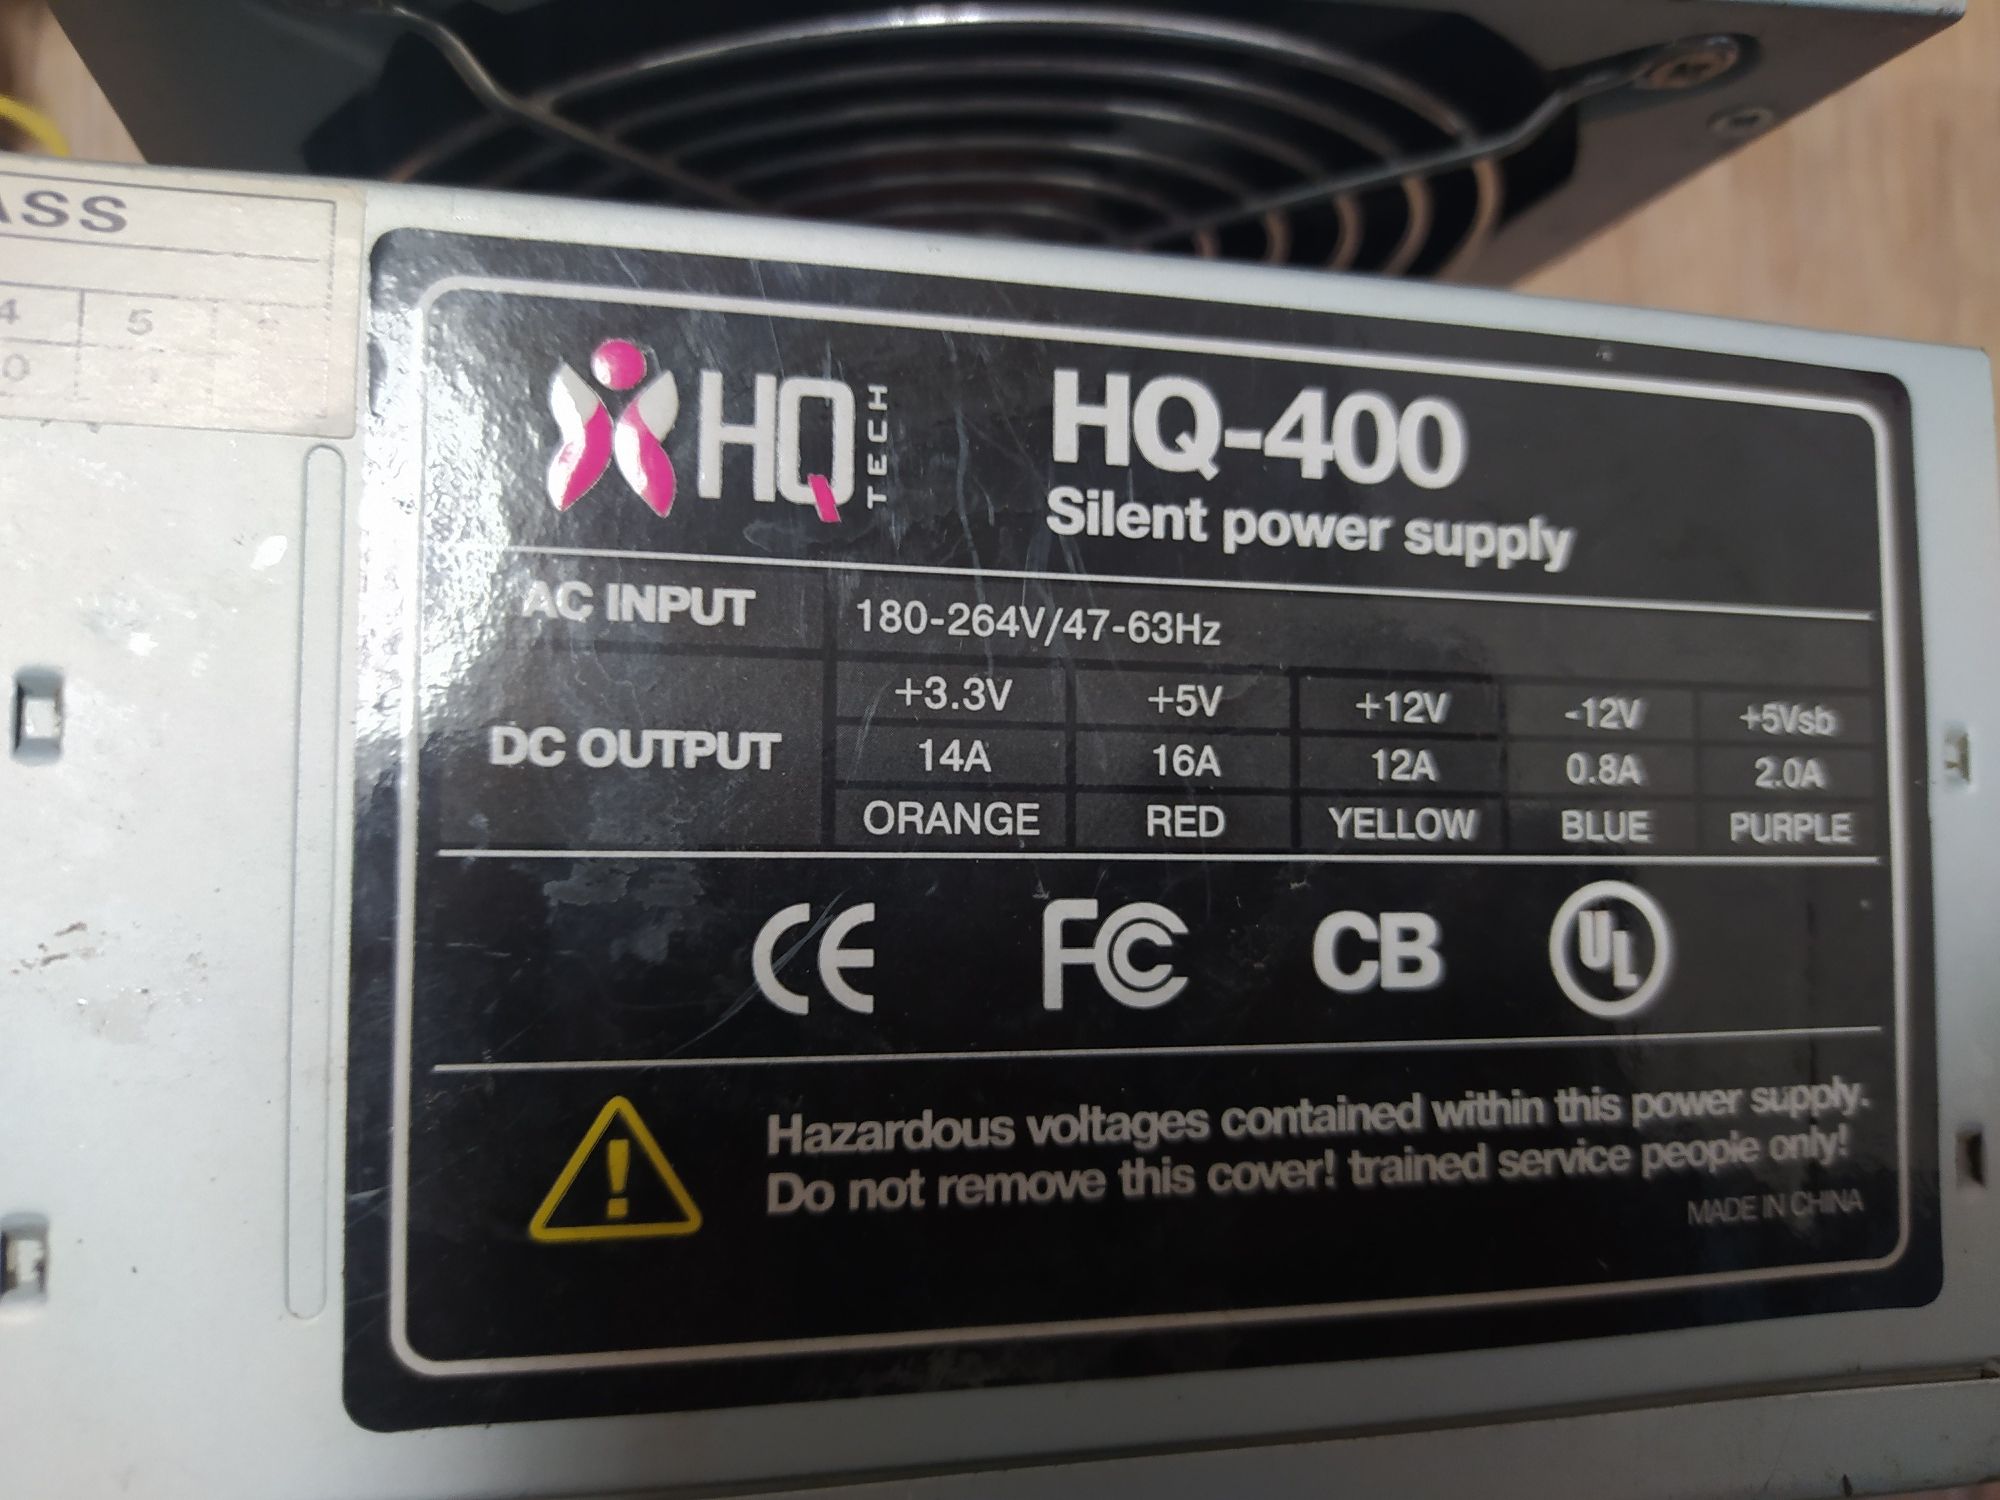 ASS
4 5
0
HQ TECH
HQ-400
Silent power supply
AC INPUT 180-264V/47-63Hz
DC OUTPUT
+3.3V +5V +12V -12V +5Vsb
14A 16A 12A 0.8A 2.0A
ORANGE RED YELLOW BLUE PURPLE
CE FC CB UL
Hazardous voltages contained within this power supply.
Do not remove this cover! trained service people only!
MADE IN CHINA